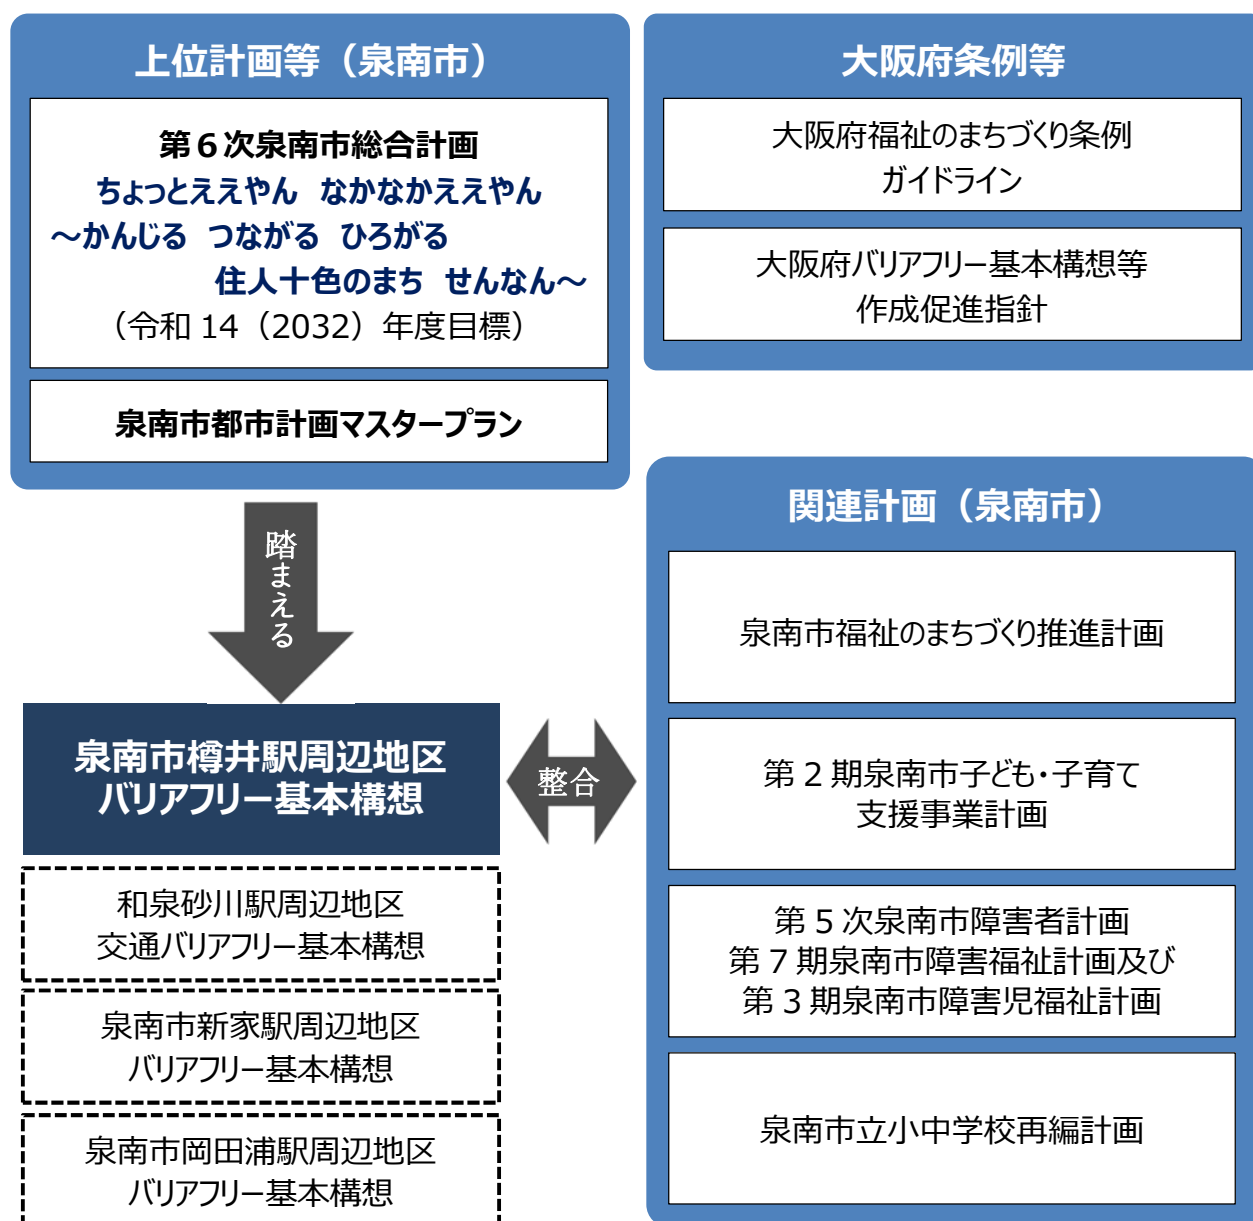 上位計画等（泉南市）
第６次泉南市総合計画
ちょっとええやん なかなかええやん
～かんじる つながる ひろがる
住人十色のまち せんなん～
（令和 14（2032）年度目標）
泉南市都市計画マスタープラン
大阪府条例等
大阪府福祉のまちづくり条例
ガイドライン
大阪府バリアフリー基本構想等
作成促進指針
踏まえる
泉南市樽井駅周辺地区
バリアフリー基本構想
整合
和泉砂川駅周辺地区
交通バリアフリー基本構想
泉南市新家駅周辺地区
バリアフリー基本構想
泉南市岡田浦駅周辺地区
バリアフリー基本構想
関連計画（泉南市）
泉南市福祉のまちづくり推進計画
第 2 期泉南市子ども・子育て
支援事業計画
第 5 次泉南市障害者計画
第 7 期泉南市障害福祉計画及び
第 3 期泉南市障害児福祉計画
泉南市立小中学校再編計画